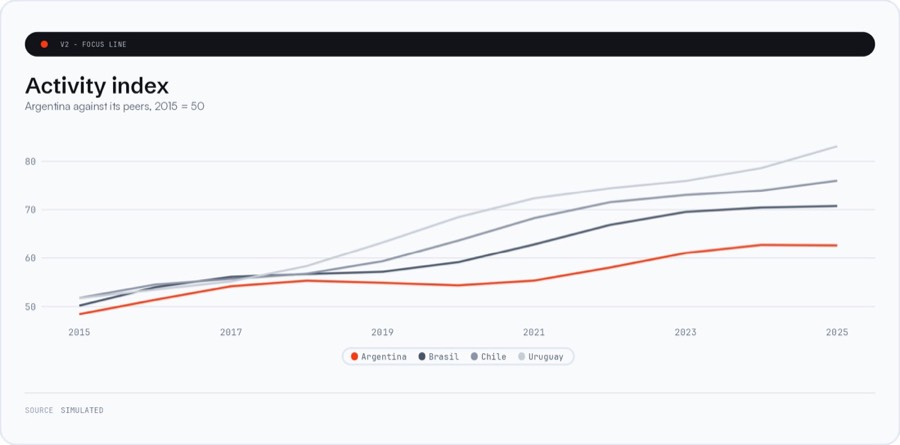 V2 - FOCUS LINE
Activity index
Argentina against its peers, 2015 = 50
80
70
60
50
2015 2017 2019 2021 2023 2025
Argentina Brasil Chile Uruguay
SOURCE SIMULATED